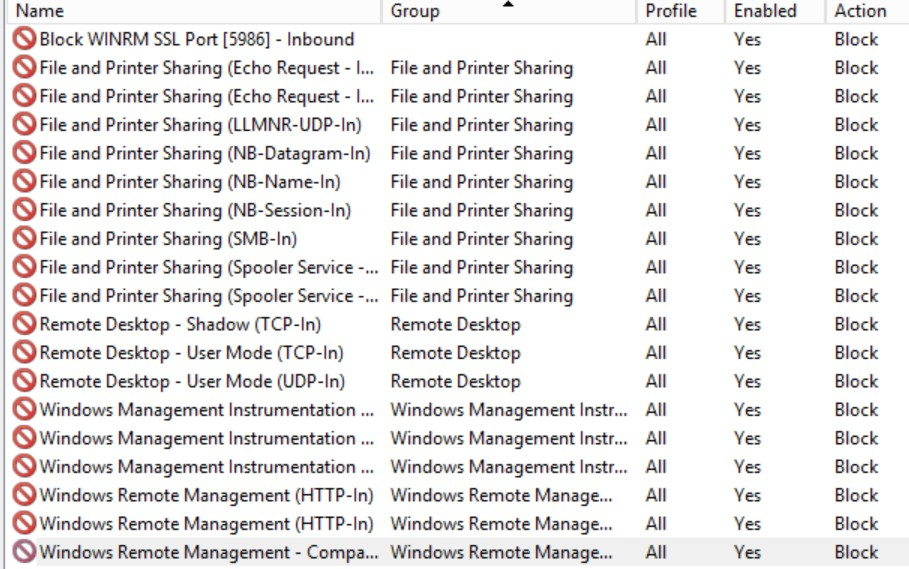 Name Group Profile Enabled Action
Block WINRM SSL Port [5986] - Inbound All Yes Block
File and Printer Sharing (Echo Request - I... File and Printer Sharing All Yes Block
File and Printer Sharing (Echo Request - I... File and Printer Sharing All Yes Block
File and Printer Sharing (LLMNR-UDP-In) File and Printer Sharing All Yes Block
File and Printer Sharing (NB-Datagram-In) File and Printer Sharing All Yes Block
File and Printer Sharing (NB-Name-In) File and Printer Sharing All Yes Block
File and Printer Sharing (NB-Session-In) File and Printer Sharing All Yes Block
File and Printer Sharing (SMB-In) File and Printer Sharing All Yes Block
File and Printer Sharing (Spooler Service -... File and Printer Sharing All Yes Block
File and Printer Sharing (Spooler Service -... File and Printer Sharing All Yes Block
Remote Desktop - Shadow (TCP-In) Remote Desktop All Yes Block
Remote Desktop - User Mode (TCP-In) Remote Desktop All Yes Block
Remote Desktop - User Mode (UDP-In) Remote Desktop All Yes Block
Windows Management Instrumentation ... Windows Management Instr... All Yes Block
Windows Management Instrumentation ... Windows Management Instr... All Yes Block
Windows Management Instrumentation ... Windows Management Instr... All Yes Block
Windows Remote Management (HTTP-In) Windows Remote Manage... All Yes Block
Windows Remote Management (HTTP-In) Windows Remote Manage... All Yes Block
Windows Remote Management - Compa... Windows Remote Manage... All Yes Block